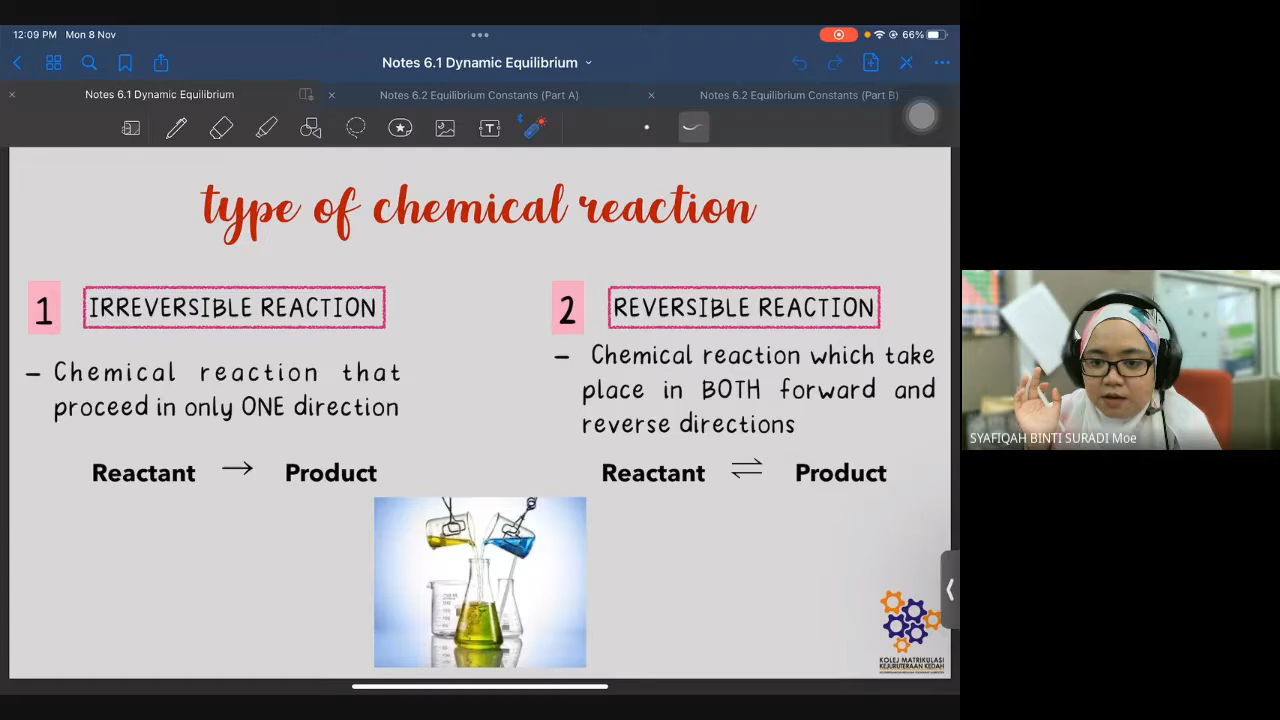 12:09 PM Mon 8 Nov
66%
Notes 6.1 Dynamic Equilibrium
Notes 6.1 Dynamic Equilibrium
Notes 6.2 Equilibrium Constants (Part A)
Notes 6.2 Equilibrium Constants (Part B)
type of chemical reaction
1 IRREVERSIBLE REACTION
– Chemical reaction that
proceed in only ONE direction
Reactant → Product
2 REVERSIBLE REACTION
– Chemical reaction which take
place in BOTH forward and
reverse directions
Reactant ⇌ Product
KOLEJ MATRIKULASI
KEJURUTERAAN KEDAH
SYAFIQAH BINTI SURADI Moe